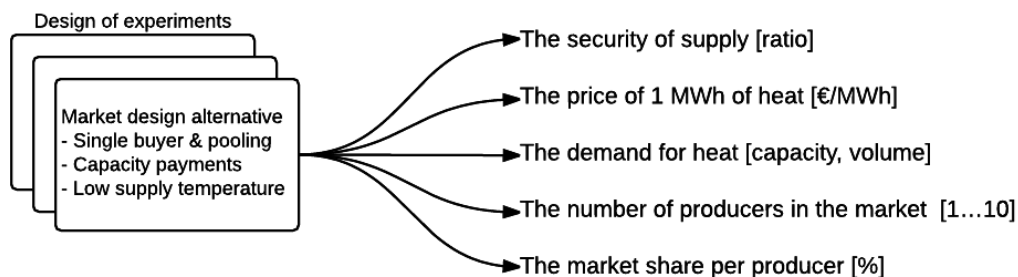 Design of experiments
Market design alternative
- Single buyer & pooling
- Capacity payments
- Low supply temperature
The security of supply [ratio]
The price of 1 MWh of heat [€/MWh]
The demand for heat [capacity, volume]
The number of producers in the market  [1…10]
The market share per producer [%]